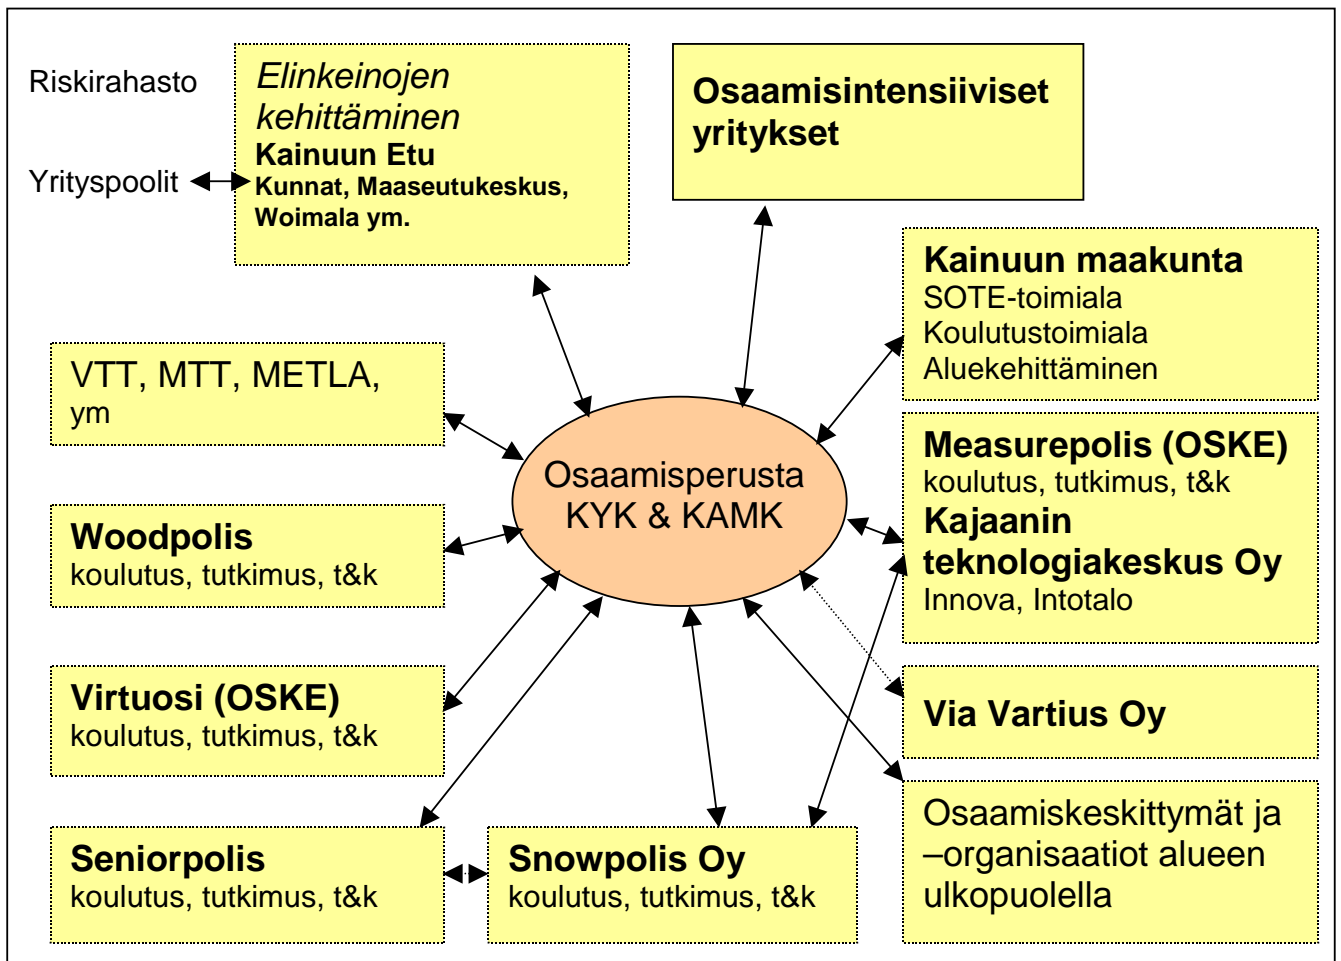 Riskirahasto
Yrityspoolit
Elinkeinojen
kehittäminen
Kainuun Etu
Kunnat, Maaseutukeskus,
Woimala ym.
Osaamisintensiiviset
yritykset
Kainuun maakunta
SOTE-toimiala
Koulutustoimiala
Aluekehittäminen
VTT, MTT, METLA,
ym
Osaamisperusta
KYK & KAMK
Measurepolis (OSKE)
koulutus, tutkimus, t&k
Kajaanin
teknologiakeskus Oy
Innova, Intotalo
Woodpolis
koulutus, tutkimus, t&k
Virtuosi (OSKE)
koulutus, tutkimus, t&k
Via Vartius Oy
Seniorpolis
koulutus, tutkimus, t&k
Snowpolis Oy
koulutus, tutkimus, t&k
Osaamiskeskittymät ja
–organisaatiot alueen
ulkopuolella